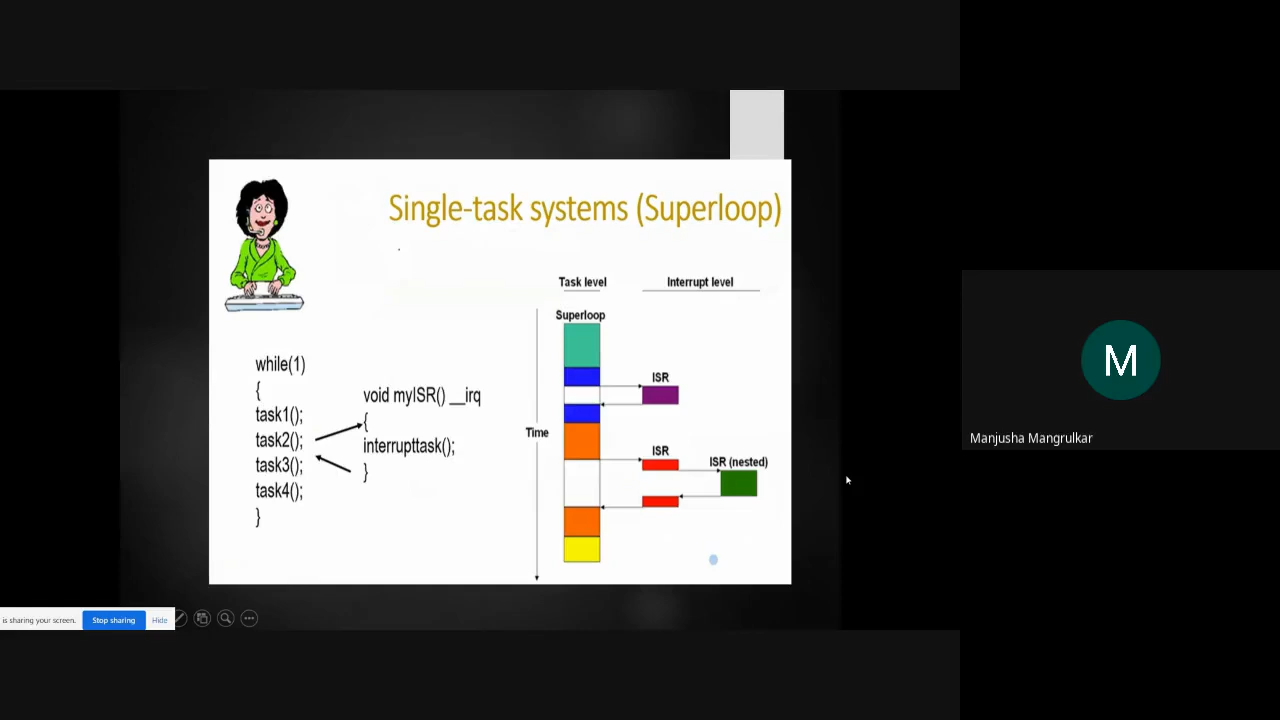 Single-task systems (Superloop)
Task level
Interrupt level
Superloop
while(1)
{
task1();
task2();
task3();
task4();
}
void myISR() __irq
{
interrupttask();
}
Time
ISR
ISR
ISR (nested)
M
Manjusha Mangrulkar
is sharing your screen.
Stop sharing
Hide